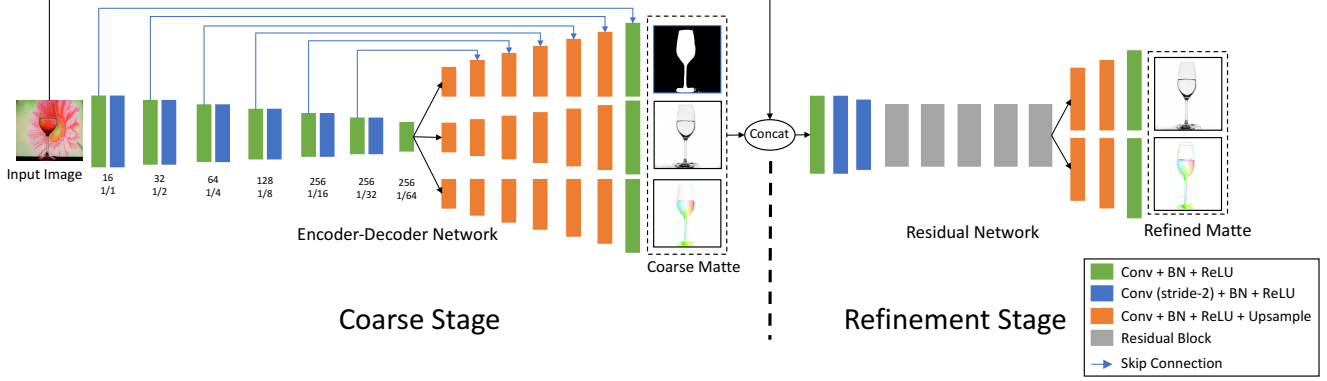 Input Image
16
1/1
32
1/2
64
1/4
128
1/8
256
1/16
256
1/32
256
1/64
Encoder-Decoder Network
Coarse Matte
Concat
Residual Network
Refined Matte
Coarse Stage
Refinement Stage
Conv + BN + ReLU
Conv (stride-2) + BN + ReLU
Conv + BN + ReLU + Upsample
Residual Block
Skip Connection